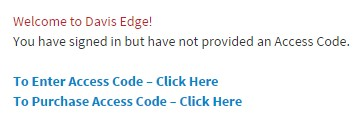 Welcome to Davis Edge!
You have signed in but have not provided an Access Code.
To Enter Access Code – Click Here
To Purchase Access Code – Click Here